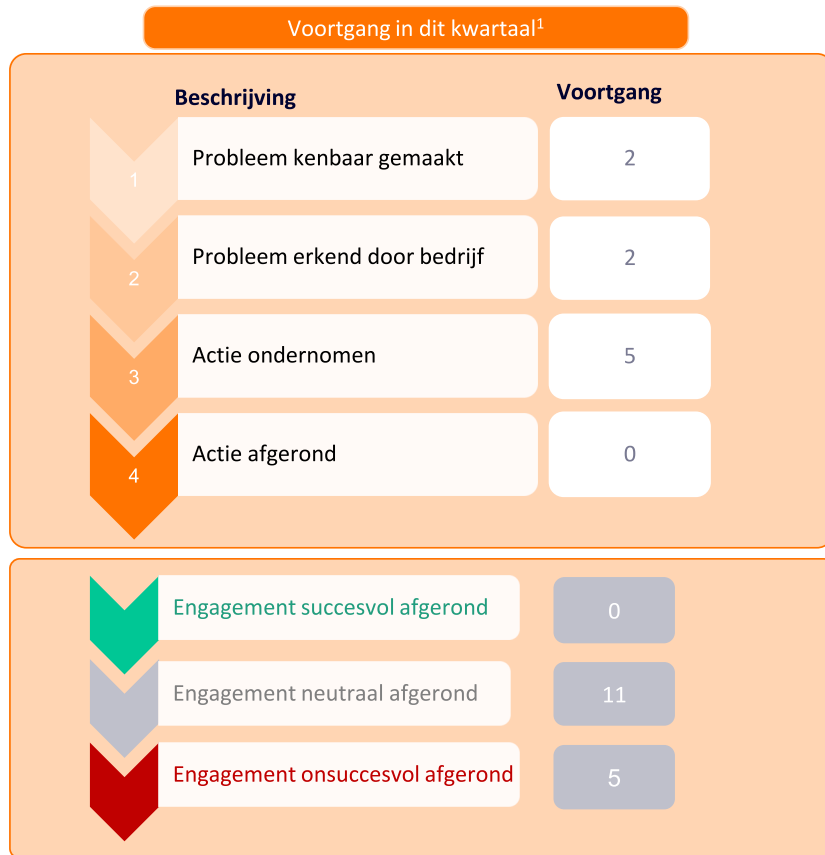 Voortgang in dit kwartaal¹
Beschrijving Voortgang
1 Probleem kenbaar gemaakt 2
2 Probleem erkend door bedrijf 2
3 Actie ondernomen 5
4 Actie afgerond 0
Engagement succesvol afgerond 0
Engagement neutraal afgerond 11
Engagement onsuccesvol afgerond 5